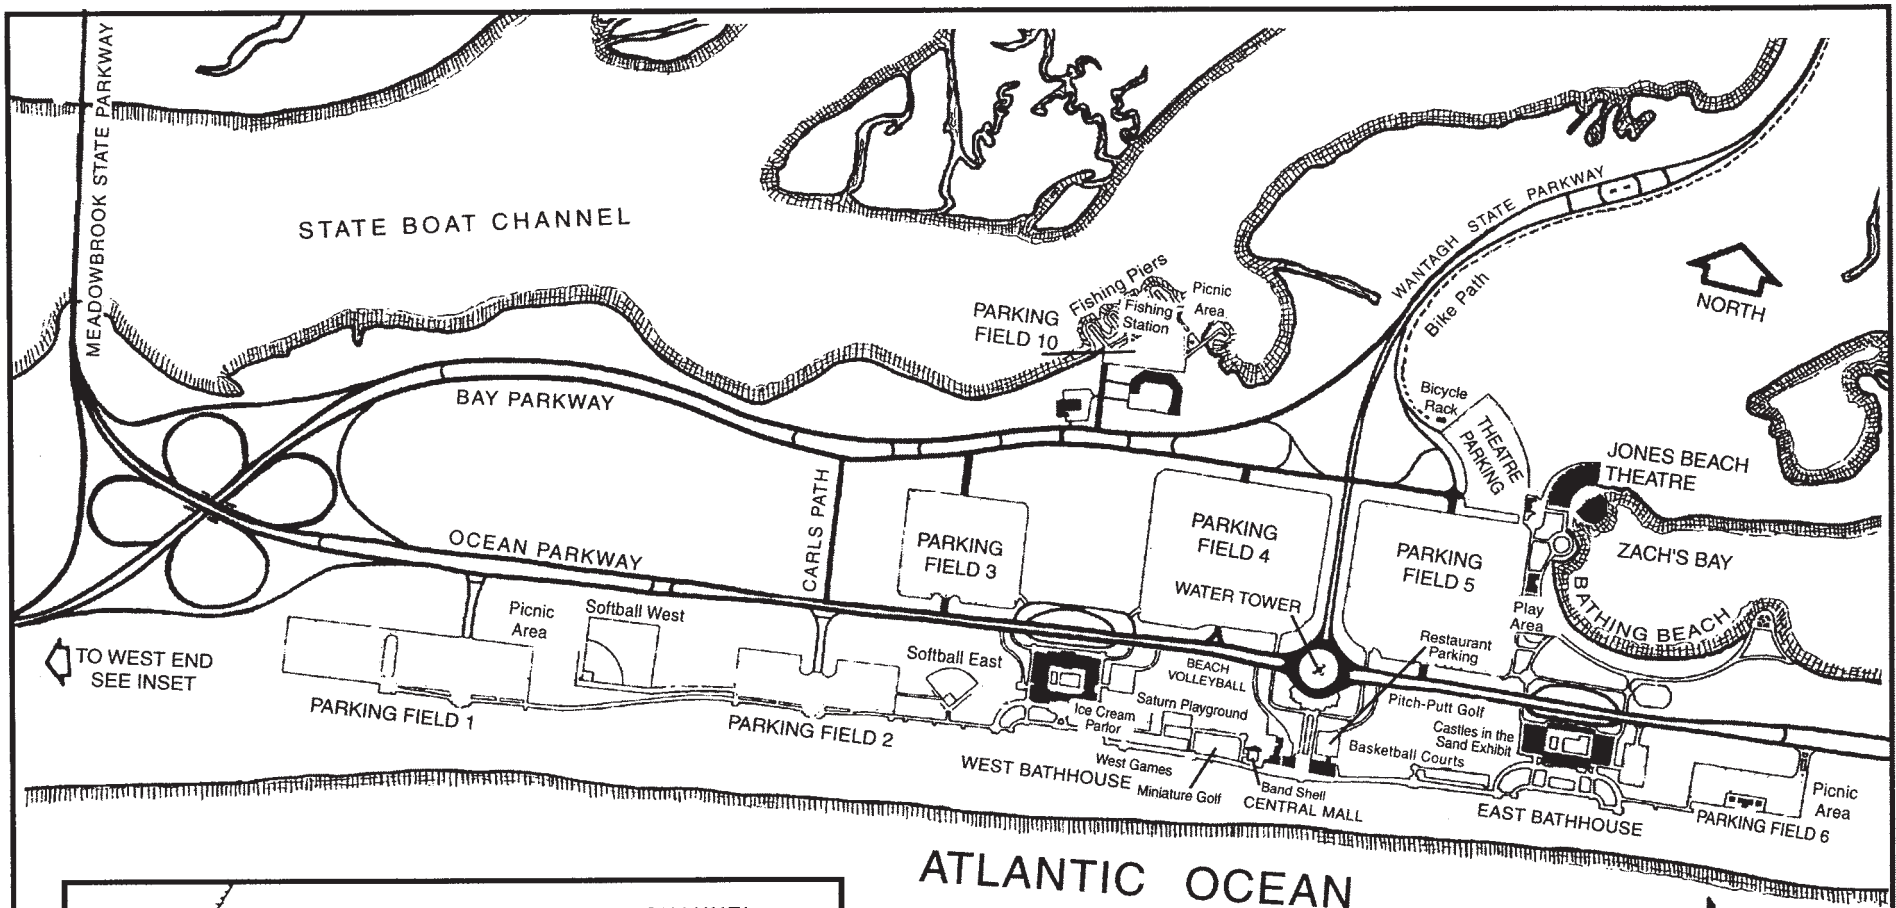 MEADOWBROOK STATE PARKWAY
STATE BOAT CHANNEL
WANTAGH STATE PARKWAY
Bike Path
NORTH
Fishing Piers
Fishing
Station
Picnic
Area
PARKING
FIELD 10
BAY PARKWAY
Bicycle
Rack
THEATRE
PARKING
JONES BEACH
THEATRE
ZACH'S BAY
BATHING BEACH
OCEAN PARKWAY
CARLS PATH
PARKING
FIELD 3
PARKING
FIELD 4
WATER TOWER
PARKING
FIELD 5
Play
Area
Restaurant
Parking
TO WEST END
SEE INSET
Picnic
Area
Softball West
Softball East
PARKING FIELD 1
PARKING FIELD 2
BEACH
VOLLEYBALL
Saturn Playground
Ice Cream
Parlor
West Games
WEST BATHHOUSE
Miniature Golf
Band Shell
CENTRAL MALL
Pitch-Putt Golf
Castles in the
Sand Exhibit
Basketball Courts
EAST BATHHOUSE
Picnic
Area
PARKING FIELD 6
ATLANTIC OCEAN